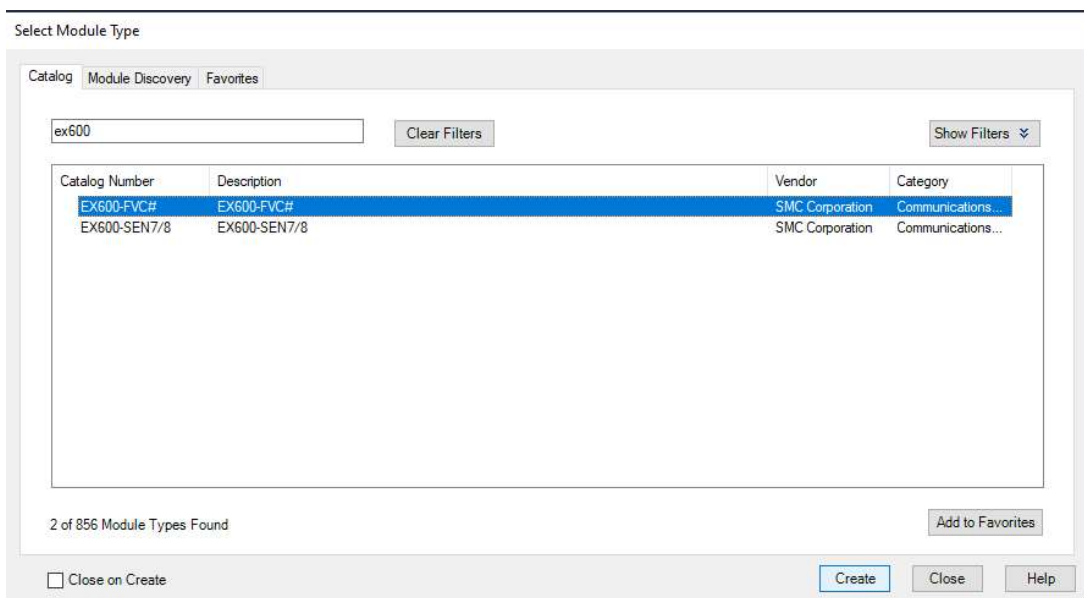 Select Module Type
Catalog Module Discovery Favorites
ex600 Clear Filters Show Filters
Catalog Number Description Vendor Category
EX600-FVC# EX600-FVC# SMC Corporation Communications...
EX600-SEN7/8 EX600-SEN7/8 SMC Corporation Communications...
2 of 856 Module Types Found Add to Favorites
Close on Create Create Close Help